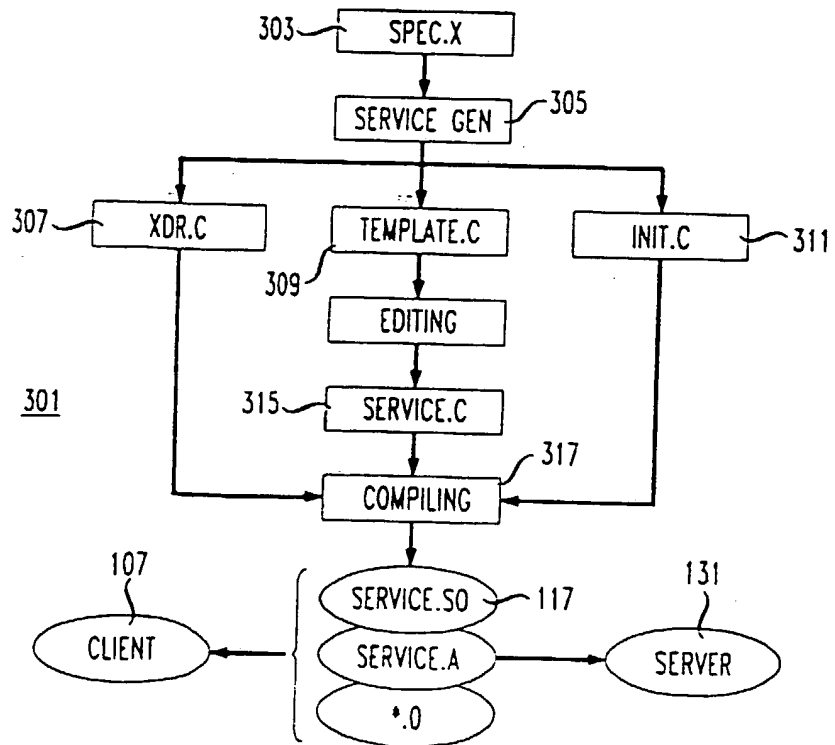 303
SPEC.X
SERVICE GEN
305
307
XDR.C
TEMPLATE.C
309
INIT.C
311
EDITING
301
315
SERVICE.C
317
COMPILING
107
CLIENT
SERVICE.SO
117
SERVICE.A
*.O
131
SERVER